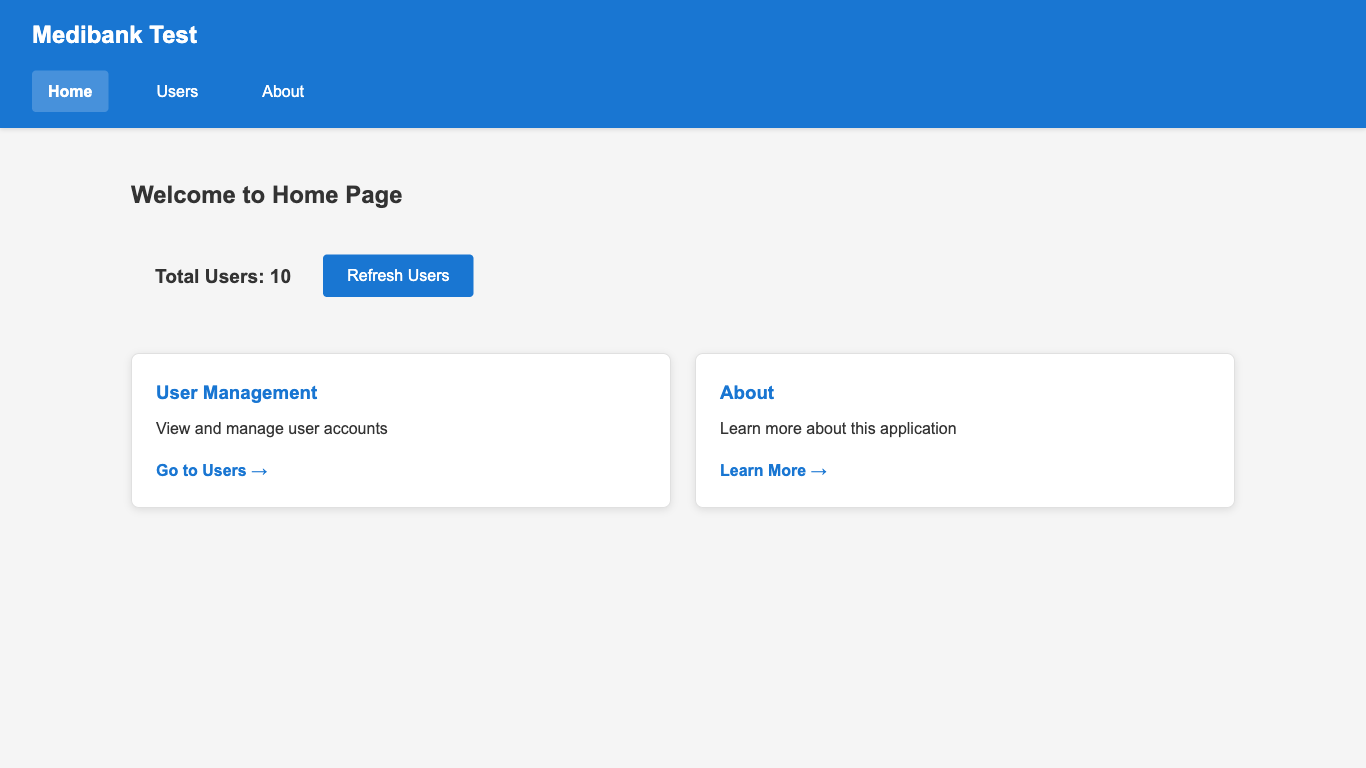 Medibank Test
Home Users About
Welcome to Home Page
Total Users: 10 Refresh Users
User Management
View and manage user accounts
Go to Users →
About
Learn more about this application
Learn More →